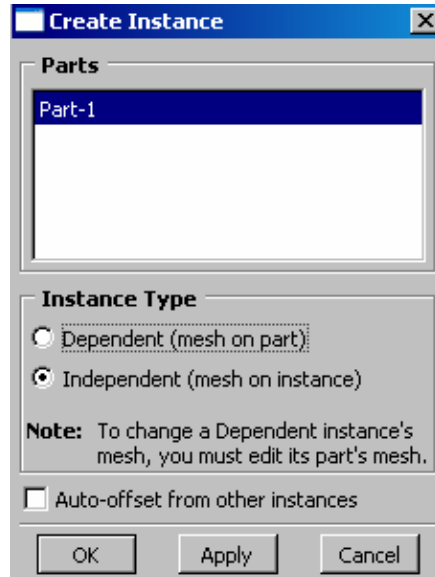 Create Instance
Parts
Part-1
Instance Type
Dependent (mesh on part)
Independent (mesh on instance)
Note: To change a Dependent instance's
mesh, you must edit its part's mesh.
Auto-offset from other instances
OK Apply Cancel